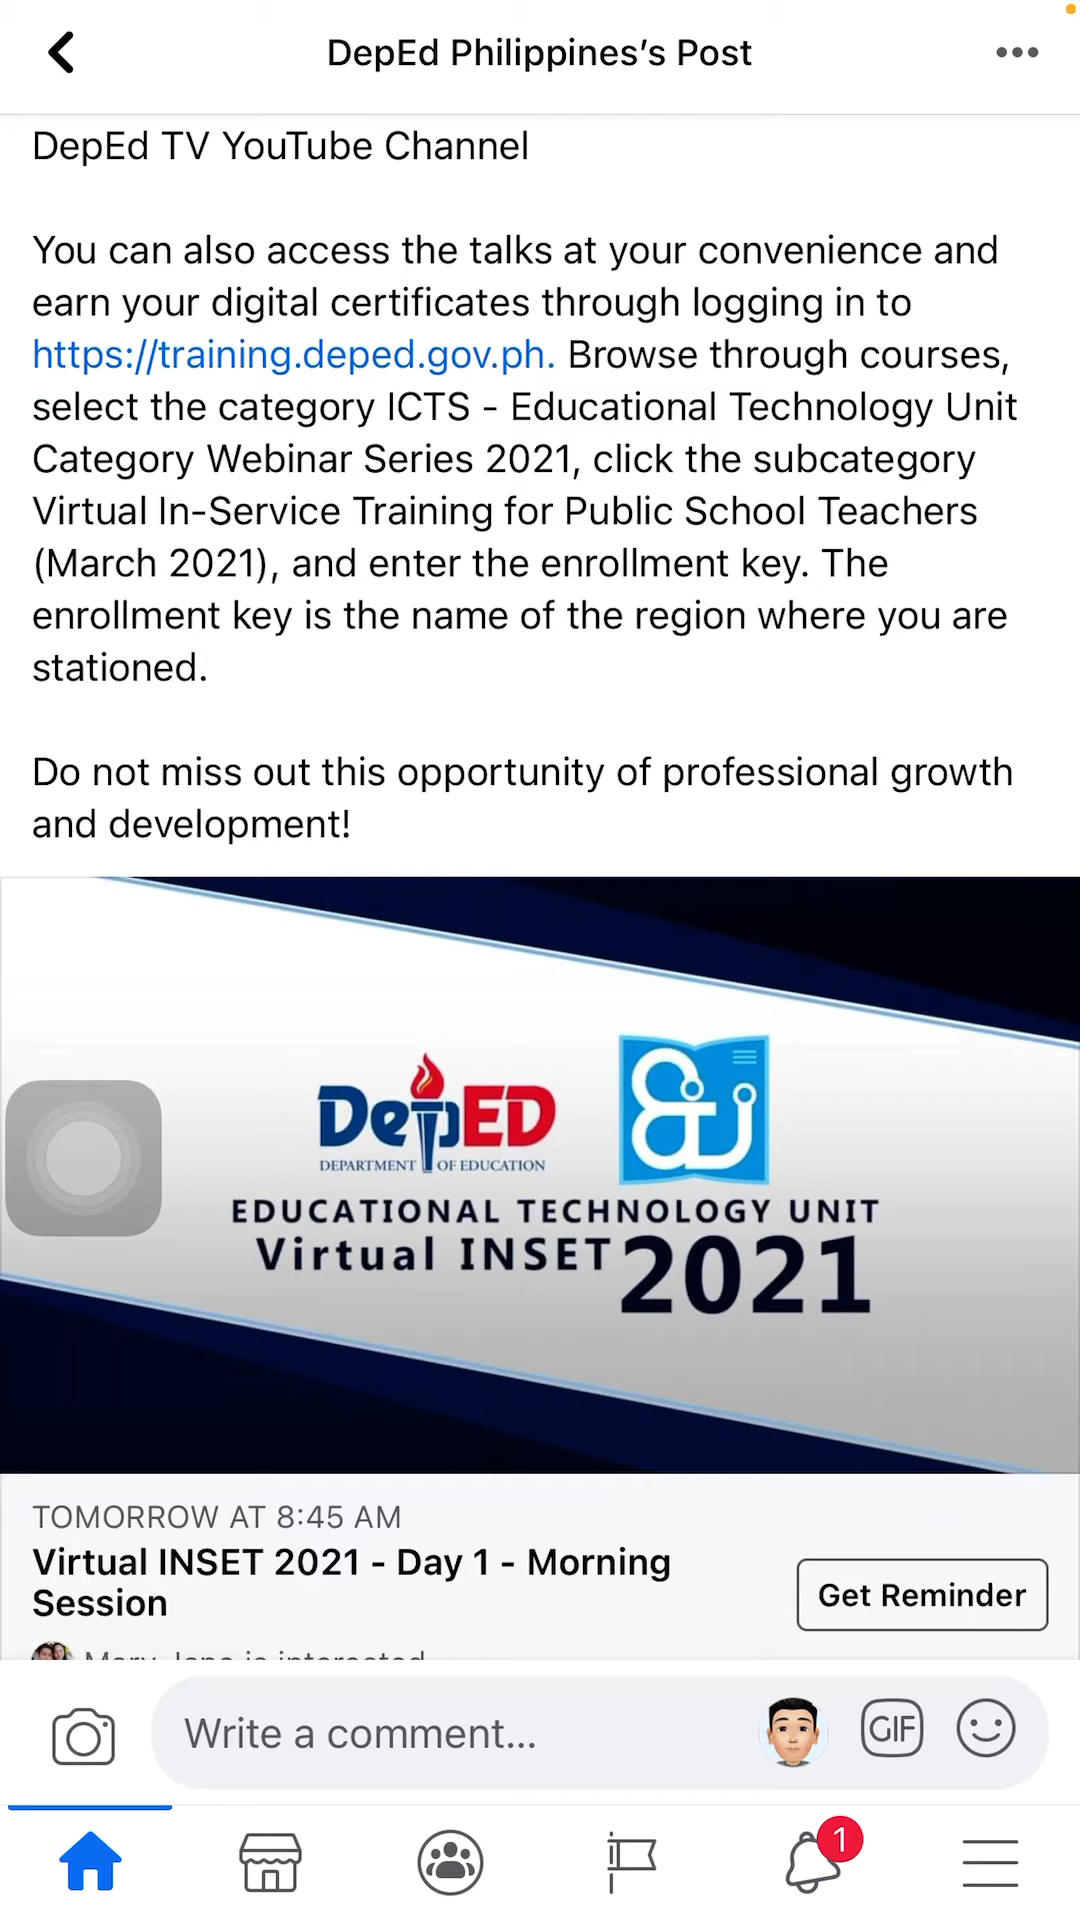 DepEd Philippines's Post
DepEd TV YouTube Channel
You can also access the talks at your convenience and
earn your digital certificates through logging in to
https://training.deped.gov.ph. Browse through courses,
select the category ICTS - Educational Technology Unit
Category Webinar Series 2021, click the subcategory
Virtual In-Service Training for Public School Teachers
(March 2021), and enter the enrollment key. The
enrollment key is the name of the region where you are
stationed.
Do not miss out this opportunity of professional growth
and development!
DepED
DEPARTMENT OF EDUCATION
EDUCATIONAL TECHNOLOGY UNIT
Virtual INSET 2021
TOMORROW AT 8:45 AM
Virtual INSET 2021 - Day 1 - Morning
Session
Get Reminder
Mary Jane is interested
Write a comment...
GIF
1